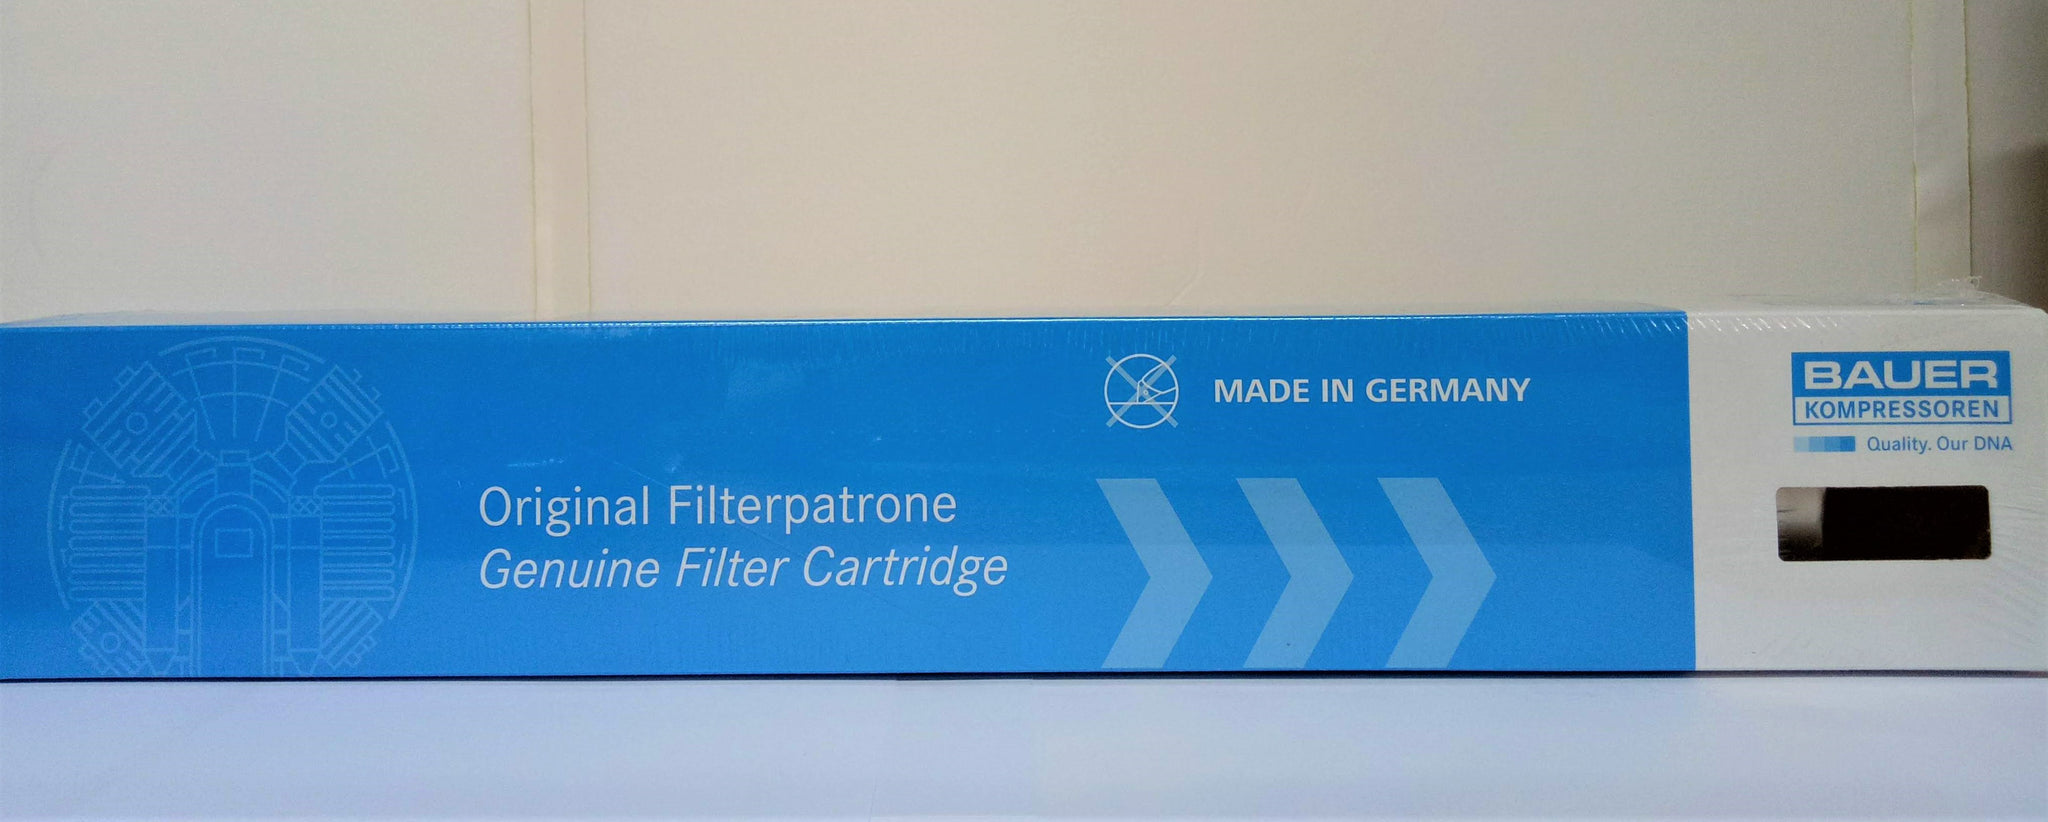 MADE IN GERMANY
Original Filterpatrone
Genuine Filter Cartridge
BAUER
KOMPRESSOREN
Quality. Our DNA